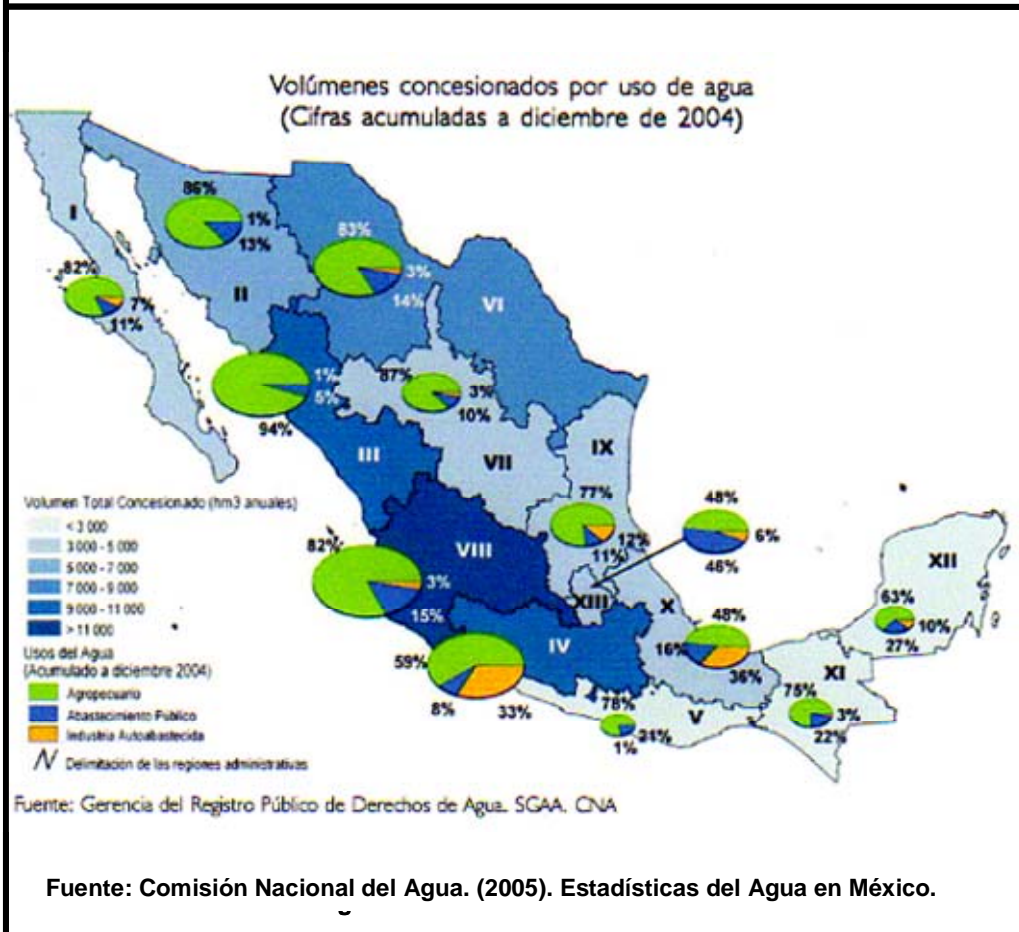 Volúmenes concesionados por uso de agua
(Cifras acumuladas a diciembre de 2004)
86%
1%
13%
I
82%
7%
11%
II
83%
3%
14%
VI
1%
5%
94%
III
87%
3%
10%
VII
IX
77%
12%
11%
48%
6%
46%
XII
63%
10%
27%
Volumen Total Concesionado (hm3 anuales)
< 3 000
3 000 - 5 000
5 000 - 7 000
7 000 - 9 000
9 000 - 11 000
> 11 000
Usos del Agua
(Acumulado a diciembre 2004)
Agropecuario
Abastecimiento Publico
Industria Autoabastecida
N Delimitación de las regiones administrativas
82%
3%
15%
VIII
XIII
X
48%
16%
36%
59%
8%
33%
IV
78%
1%
V
XI
75%
3%
22%
Fuente: Gerencia del Registro Público de Derechos de Agua. SGAA. CNA
Fuente: Comisión Nacional del Agua. (2005). Estadísticas del Agua en México.